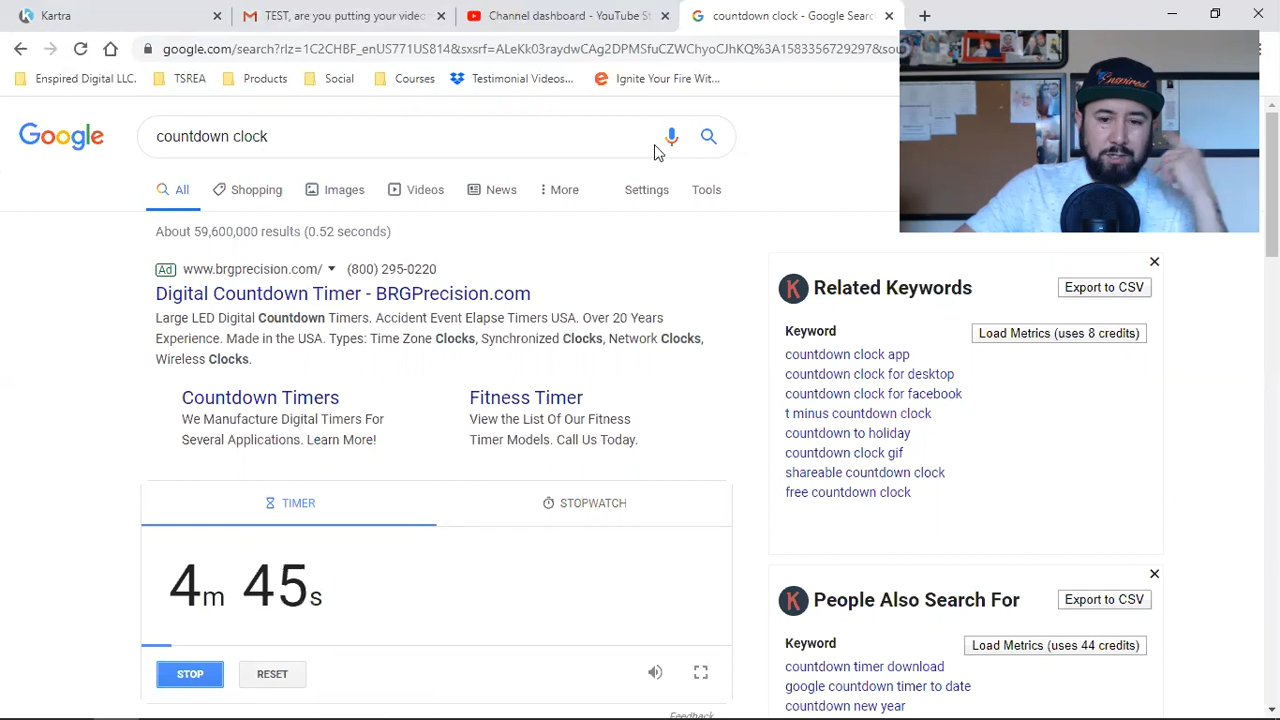 Kartra
TEST, are you putting your video
Channel dashboard - YouTube St
countdown clock - Google Searc
google.com/search?rlz=1C2CHBF_enUS771US814&sxsrf=ALeKk03raydwCAg2DPMSfuCZWChyoCJhKQ%3A1583356729297&sou
Enspired Digital LLC.
TSREA
Products
Social
Courses
Testimonial Videos...
Ignite Your Fire Wit...
Enspired
Google
countdown clock
All
Shopping
Images
Videos
News
More
Settings
Tools
About 59,600,000 results (0.52 seconds)
Ad www.brgprecision.com/ (800) 295-0220
Digital Countdown Timer - BRGPrecision.com
Large LED Digital Countdown Timers. Accident Event Elapse Timers USA. Over 20 Years
Experience. Made in the USA. Types: Time Zone Clocks, Synchronized Clocks, Network Clocks,
Wireless Clocks.
Countdown Timers
We Manufacture Digital Timers For
Several Applications. Learn More!
Fitness Timer
View the List Of Our Fitness
Timer Models. Call Us Today.
TIMER
STOPWATCH
4m 45s
STOP
RESET
Feedback
K Related Keywords
Export to CSV
Keyword
Load Metrics (uses 8 credits)
countdown clock app
countdown clock for desktop
countdown clock for facebook
t minus countdown clock
countdown to holiday
countdown clock gif
shareable countdown clock
free countdown clock
K People Also Search For
Export to CSV
Keyword
Load Metrics (uses 44 credits)
countdown timer download
google countdown timer to date
countdown new year